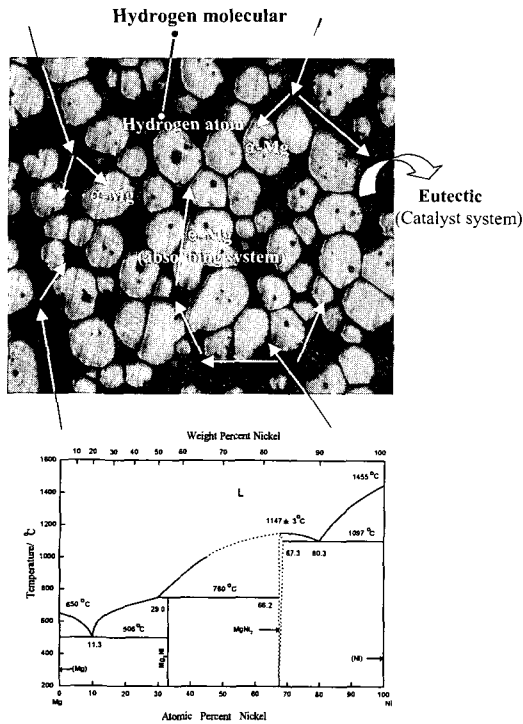 Hydrogen molecular
Hydrogen atom
α-Mg
α-Mg
Eutectic
(Catalyst system)
α-Mg
(absorbing system)
Weight Percent Nickel
0 10 20 30 40 50 60 70 80 90 100
1600
1400
1200
1000
800
600
400
200
Temperature/ °C
L
1455 °C
1147 ± 3°C
1097 °C
67.3 80.3
760 °C
29.0
66.2
650 °C
506 °C
11.3
(Mg)
Mg₂Ni
MgNi₂
(Ni)
0 10 20 30 40 50 60 70 80 90 100
Mg
Ni
Atomic Percent Nickel